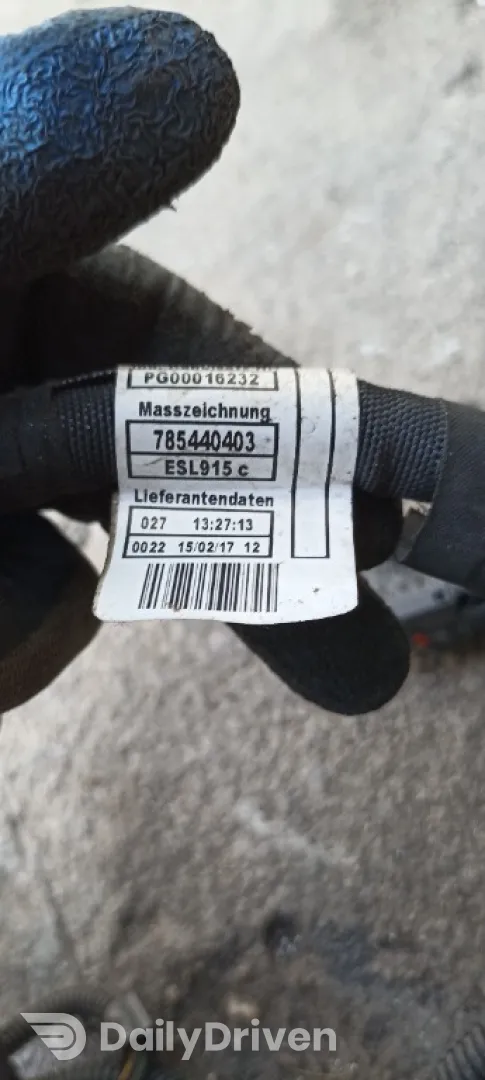 PG00016232
Masszeichnung
785440403
ESL915 c
Lieferantendaten
027 13:27:13
0022 15/02/17 12
DailyDriven